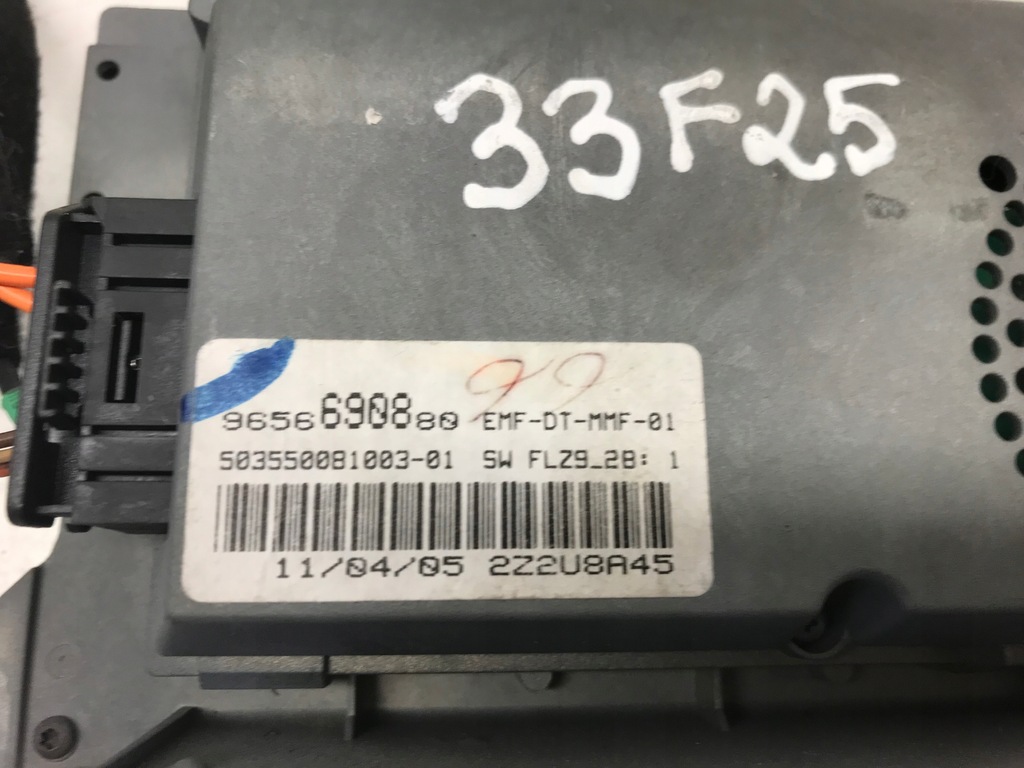 33F25
9656690880 EMF-DT-MMF-01
503550081003-01 SW FLZ9_2B: 1
11/04/05 2Z2U8A45